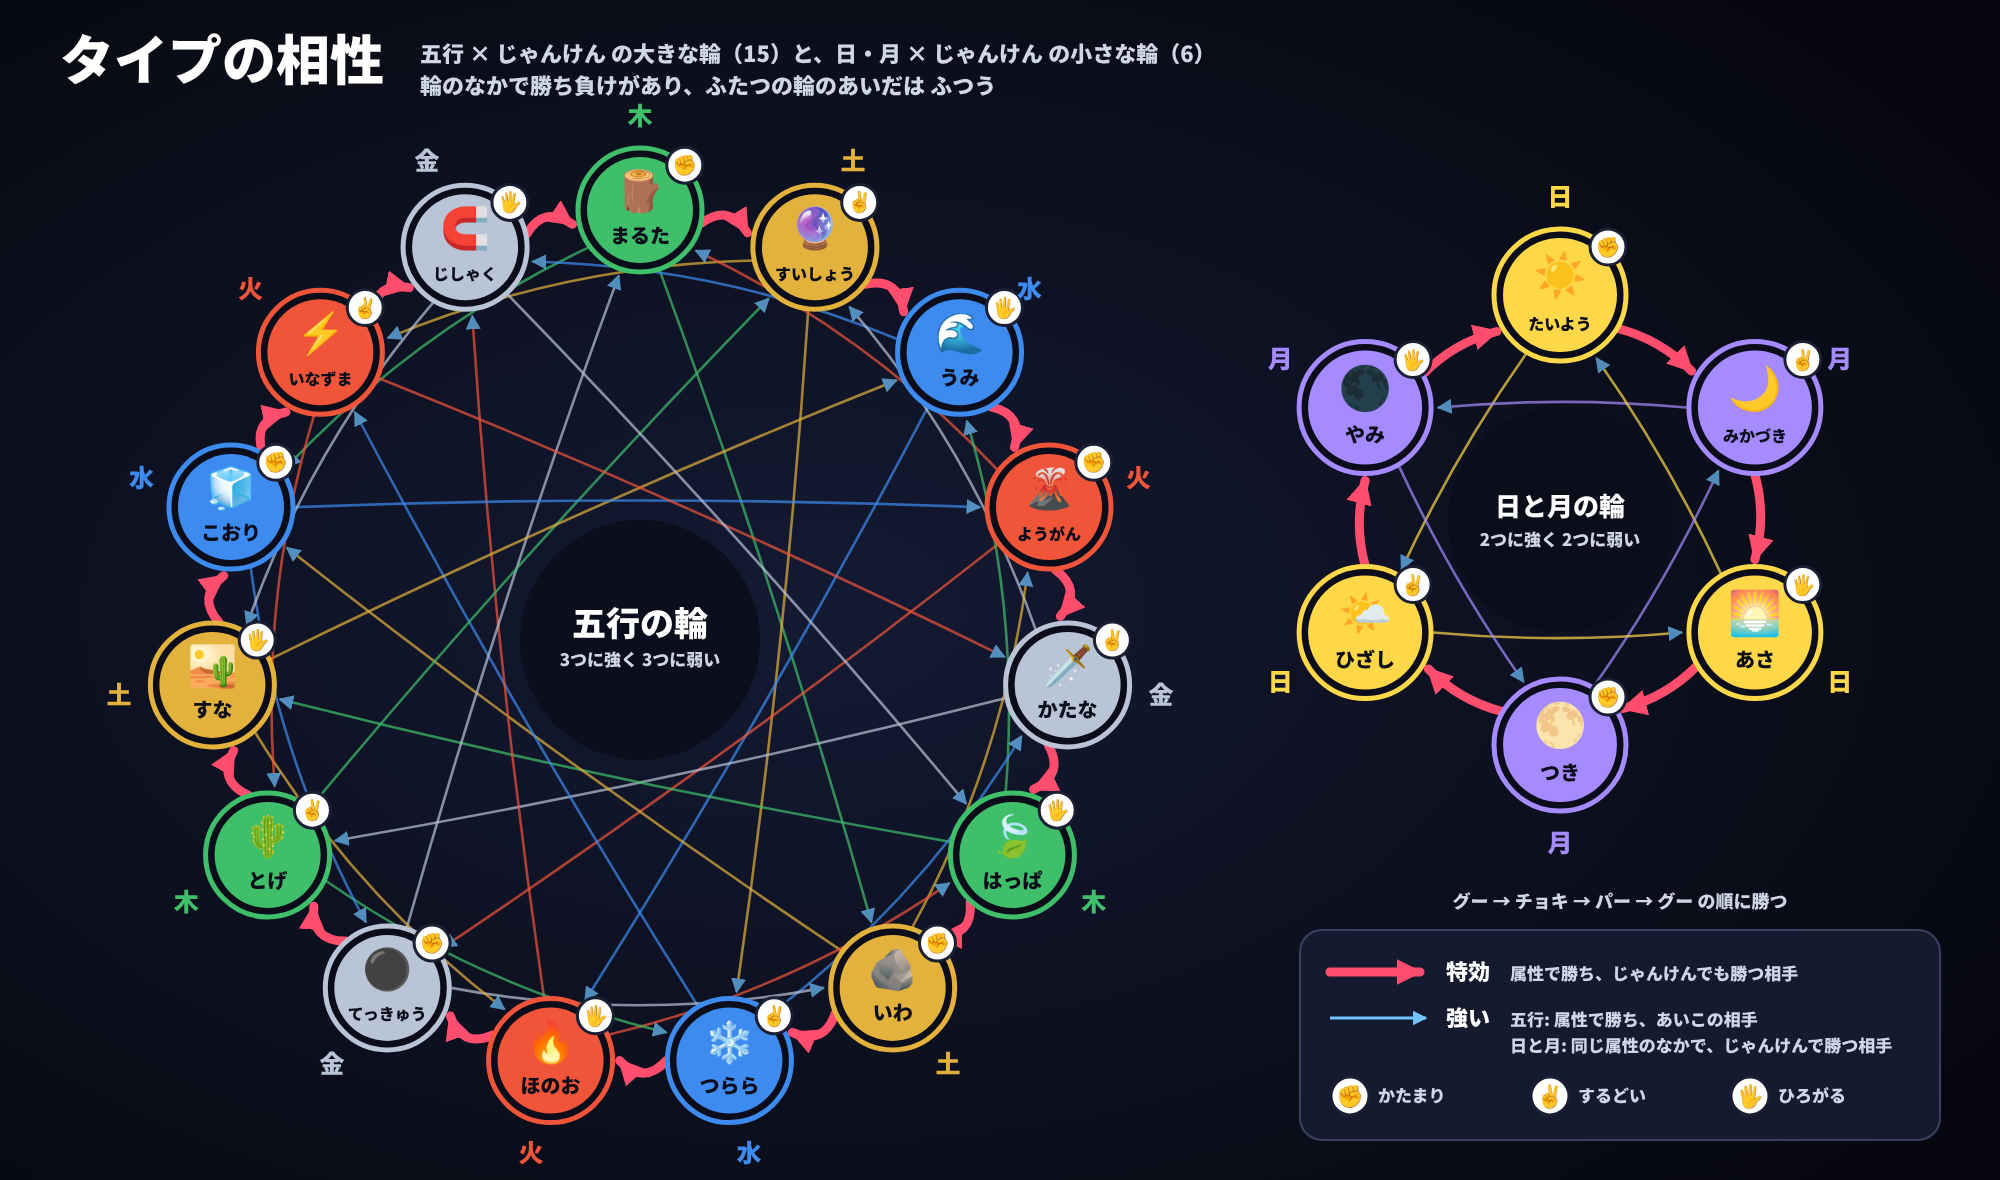 タイプの相性
五行 × じゃんけん の大きな輪（15）と、日・月 × じゃんけん の小さな輪（6）
輪のなかで勝ち負けがあり、ふたつの輪のあいだは ふつう
木
まるた
土
すいしょう
水
うみ
火
ようがん
金
かたな
木
はっぱ
土
いわ
水
つらら
火
ほのお
金
てっきゅう
木
とげ
土
すな
水
こおり
火
いなずま
金
じしゃく
五行の輪
3つに強く 3つに弱い
日
たいよう
月
みかづき
日
あさ
月
つき
日
ひざし
月
やみ
日と月の輪
2つに強く 2つに弱い
グー → チョキ → パー → グー の順に勝つ
特効 属性で勝ち、じゃんけんでも勝つ相手
強い 五行: 属性で勝ち、あいこの相手
日と月: 同じ属性のなかで、じゃんけんで勝つ相手
かたまり するどい ひろがる